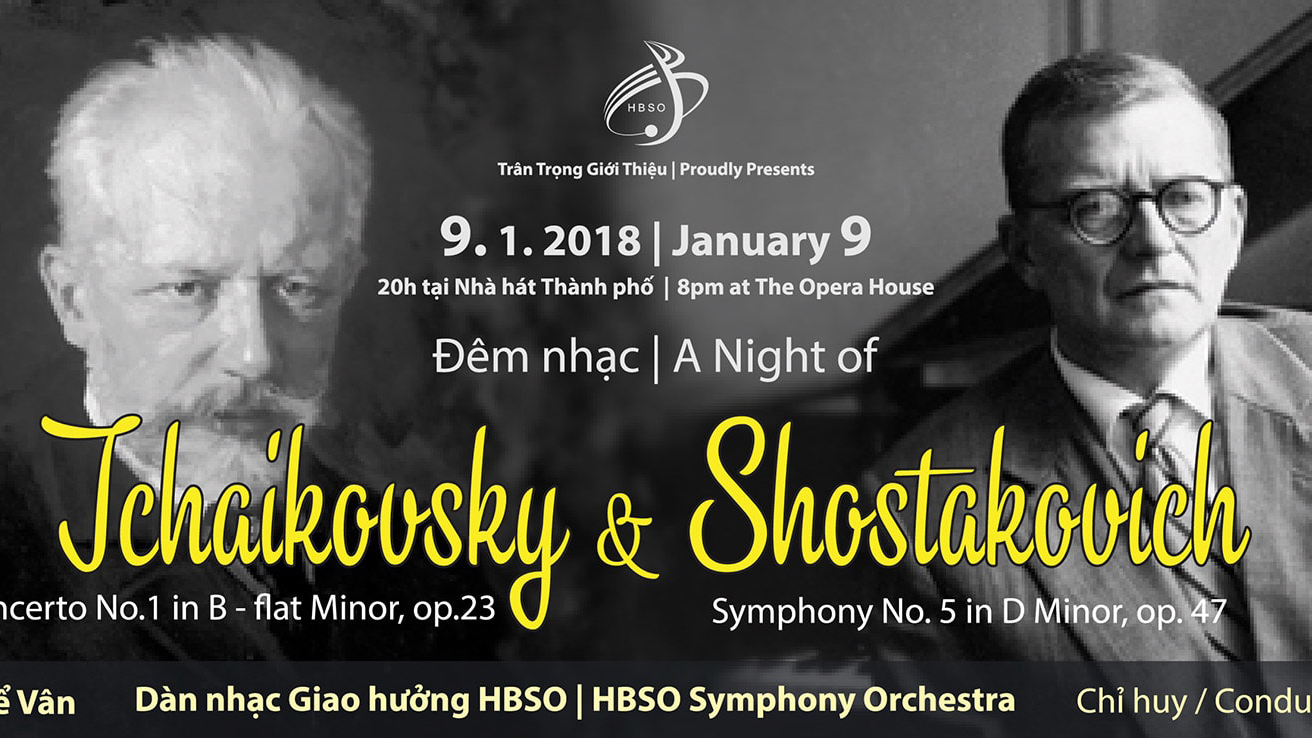 HBSO
Trân Trọng Giới Thiệu | Proudly Presents
9. 1. 2018 | January 9
20h tại Nhà hát Thành phố | 8pm at The Opera House
Đêm nhạc | A Night of
Tchaikovsky & Shostakovich
ncerto No.1 in B - flat Minor, op.23
Symphony No. 5 in D Minor, op. 47
ể Vân
Dàn nhạc Giao hưởng HBSO | HBSO Symphony Orchestra
Chỉ huy / Condu